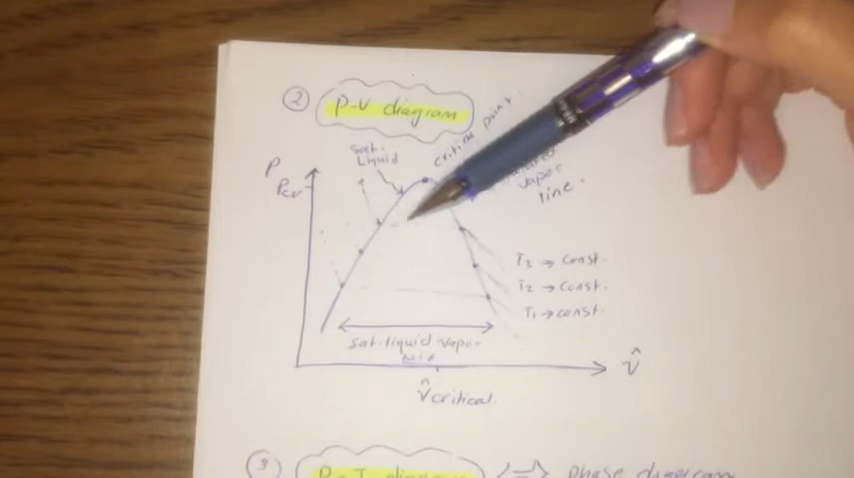 2 P-V diagram
Sat.
Liquid
critical point
P
Pcr
vapor
line.
T3 → Const.
T2 → Const.
T1 → const.
Sat-liquid-vapor
Mix
v̂
v̂critical.
3 P-T diagram ⇔ phase diagram